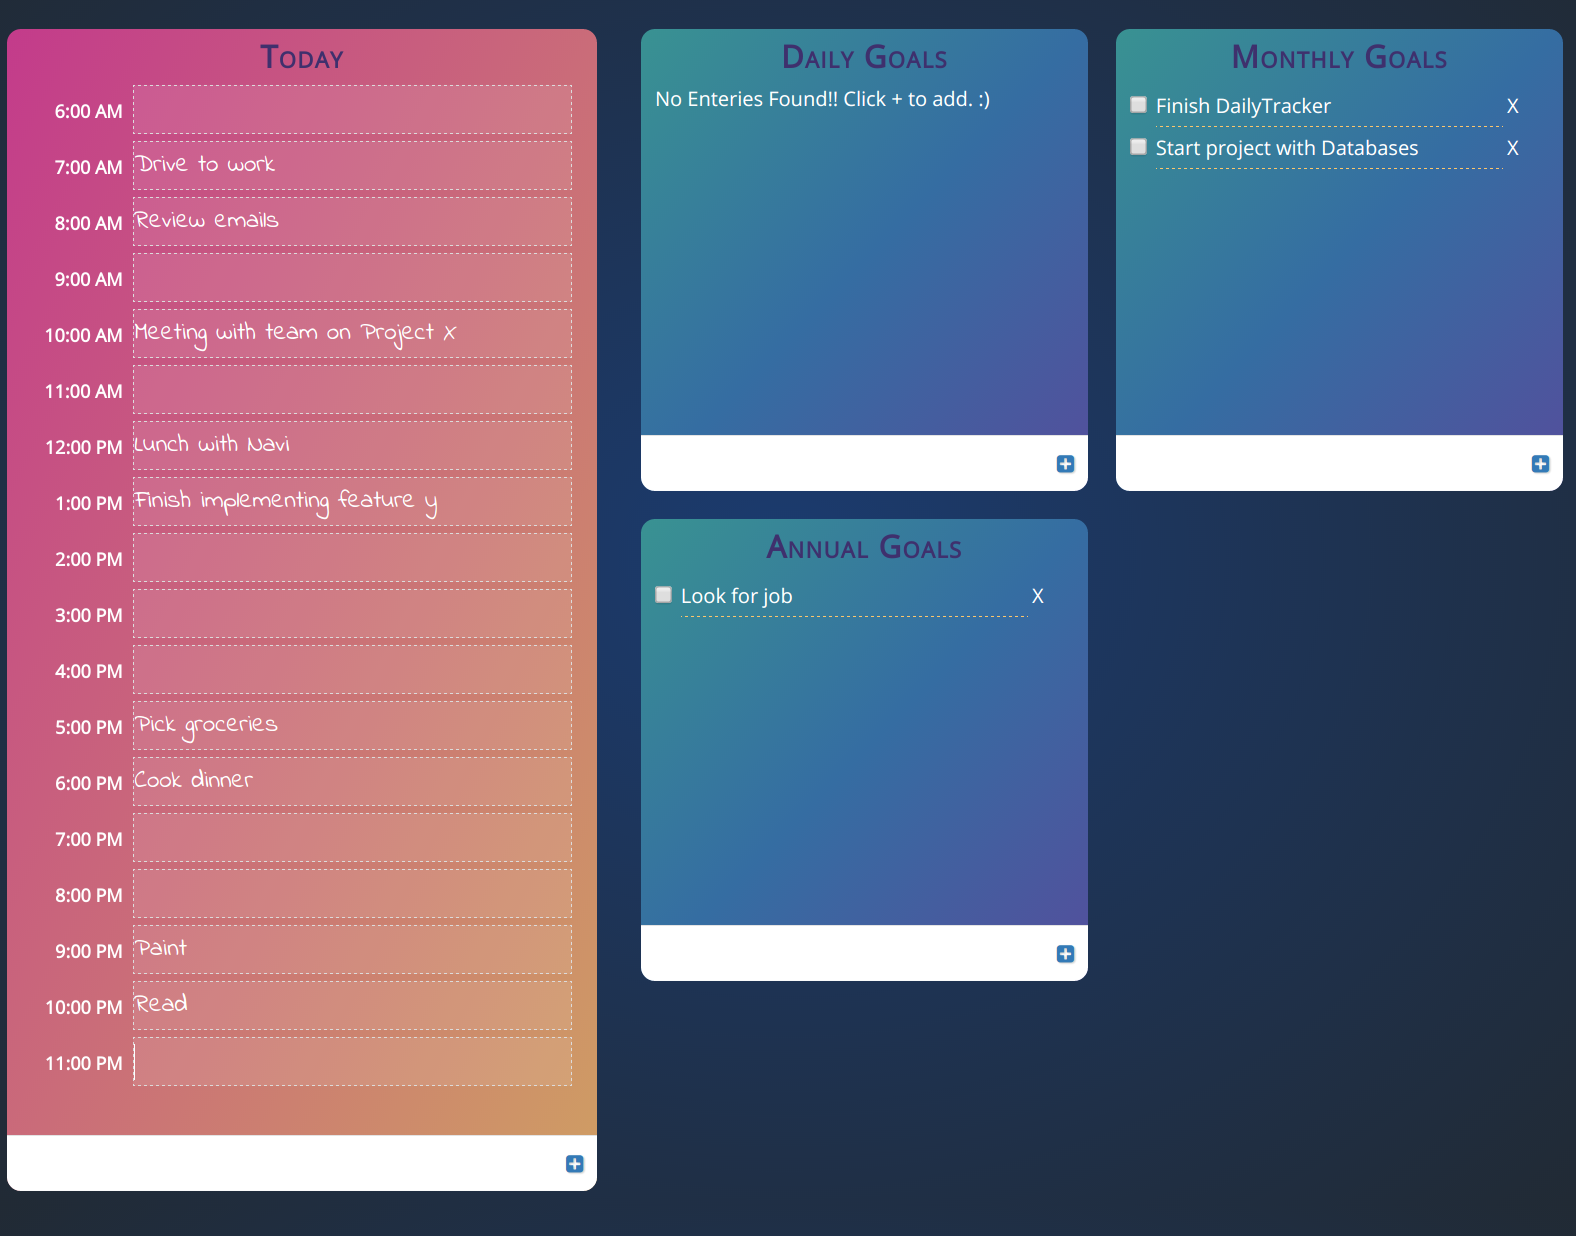 Today
6:00 AM
7:00 AM Drive to work
8:00 AM Review emails
9:00 AM
10:00 AM Meeting with team on Project X
11:00 AM
12:00 PM Lunch with Navi
1:00 PM Finish implementing feature y
2:00 PM
3:00 PM
4:00 PM
5:00 PM Pick groceries
6:00 PM Cook dinner
7:00 PM
8:00 PM
9:00 PM Paint
10:00 PM Read
11:00 PM
Daily Goals
No Enteries Found!! Click + to add. :)
Monthly Goals
Finish DailyTracker X
Start project with Databases X
Annual Goals
Look for job X